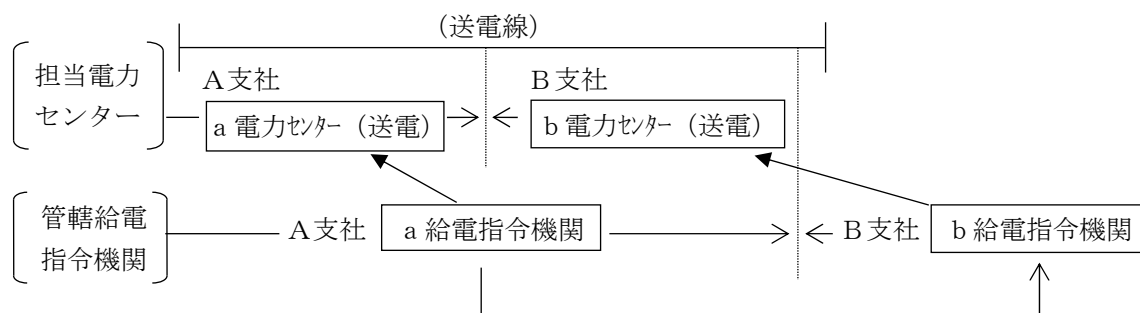 (送電線)
担当電力
センター
A支社
B支社
a 電力センター（送電）
b 電力センター（送電）
管轄給電
指令機関
A支社
a 給電指令機関
B支社
b 給電指令機関